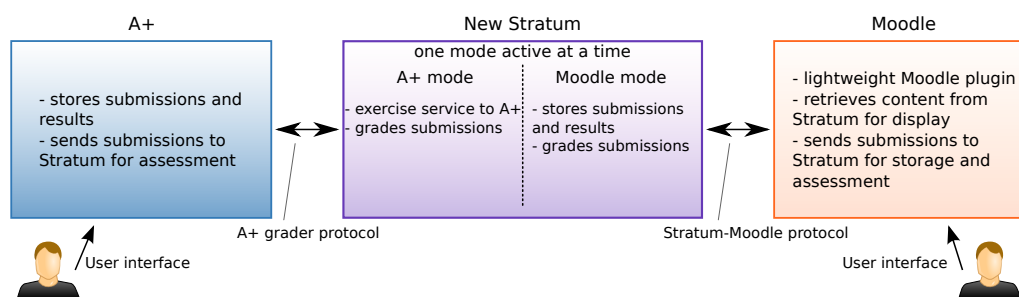 A+
New Stratum
Moodle
- stores submissions and
results
- sends submissions to
Stratum for assessment
one mode active at a time
A+ mode
- exercise service to A+
- grades submissions
Moodle mode
- stores submissions
and results
- grades submissions
- lightweight Moodle plugin
- retrieves content from
Stratum for display
- sends submissions to
Stratum for storage and
assessment
A+ grader protocol
Stratum-Moodle protocol
User interface
User interface